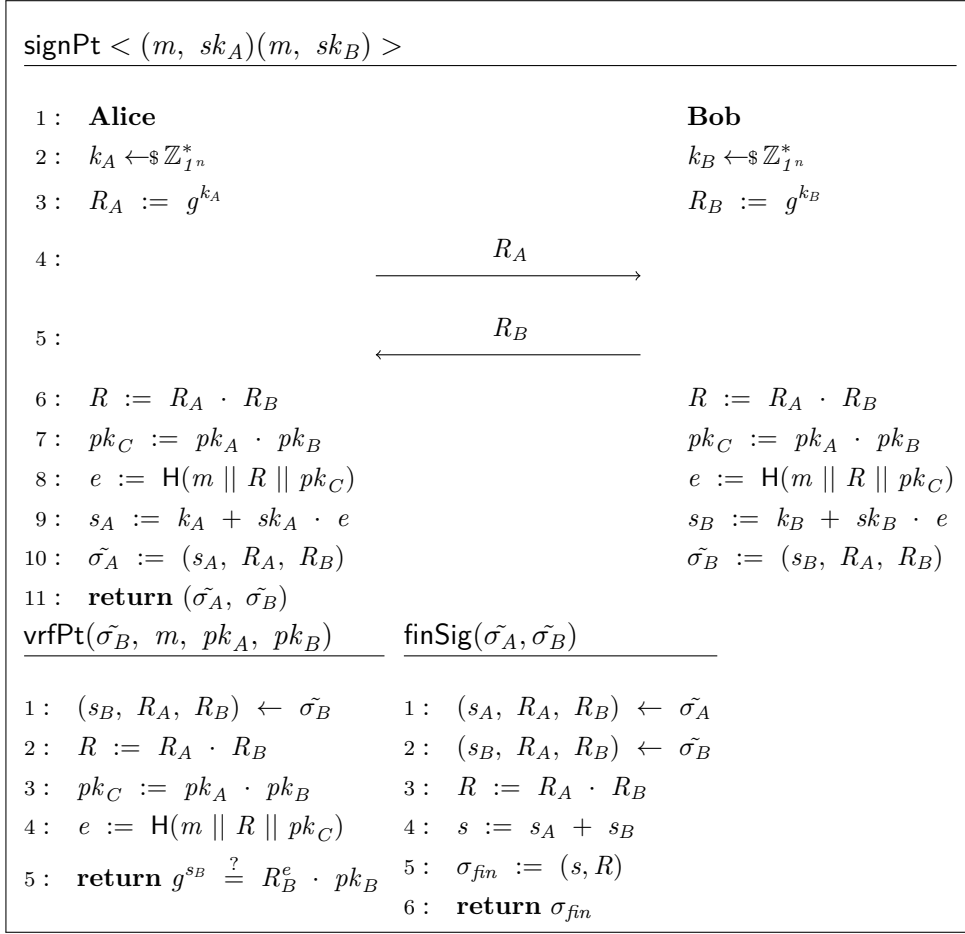 signPt < (m, sk_A)(m, sk_B) >
1 : Alice Bob
2 : k_A ←$ ℤ*_{1^n} k_B ←$ ℤ*_{1^n}
3 : R_A := g^{k_A} R_B := g^{k_B}
4 : R_A
5 : R_B
6 : R := R_A · R_B R := R_A · R_B
7 : pk_C := pk_A · pk_B pk_C := pk_A · pk_B
8 : e := H(m || R || pk_C) e := H(m || R || pk_C)
9 : s_A := k_A + sk_A · e s_B := k_B + sk_B · e
10 : σ̃_A := (s_A, R_A, R_B) σ̃_B := (s_B, R_A, R_B)
11 : return (σ̃_A, σ̃_B)
vrfPt(σ̃_B, m, pk_A, pk_B)
1 : (s_B, R_A, R_B) ← σ̃_B
2 : R := R_A · R_B
3 : pk_C := pk_A · pk_B
4 : e := H(m || R || pk_C)
5 : return g^{s_B} ≟ R_B^e · pk_B
finSig(σ̃_A, σ̃_B)
1 : (s_A, R_A, R_B) ← σ̃_A
2 : (s_B, R_A, R_B) ← σ̃_B
3 : R := R_A · R_B
4 : s := s_A + s_B
5 : σ_fin := (s, R)
6 : return σ_fin